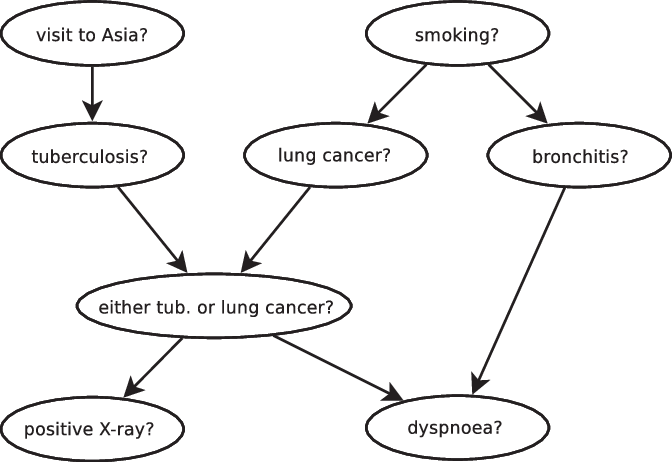 visit to Asia?
smoking?
tuberculosis?
lung cancer?
bronchitis?
either tub. or lung cancer?
positive X-ray?
dyspnoea?